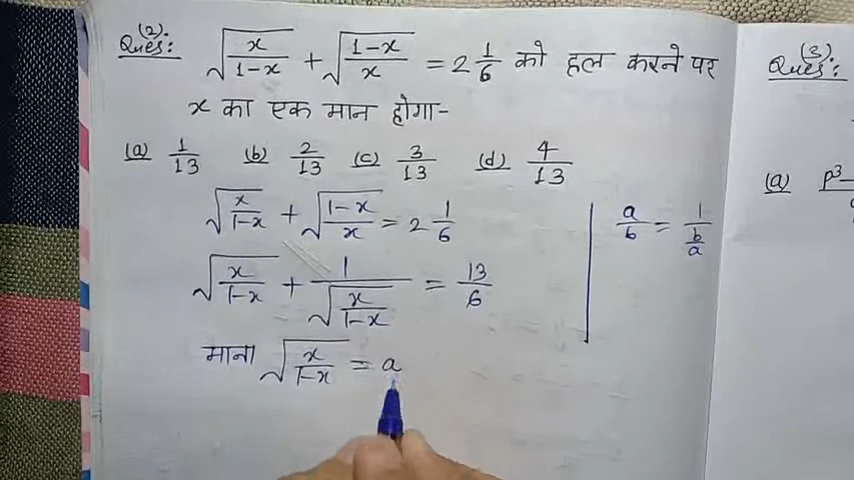 Ques:(2). √(x/(1-x)) + √((1-x)/x) = 2 1/6 को हल करने पर
x का एक मान होगा-
(a) 1/13 (b) 2/13 (c) 3/13 (d) 4/13
√(x/(1-x)) + √((1-x)/x) = 2 1/6
√(x/(1-x)) + 1/√(x/(1-x)) = 13/6
माना √(x/(1-x)) = a
a/b = 1/(b/a)
Ques:(3).
(a) p³-